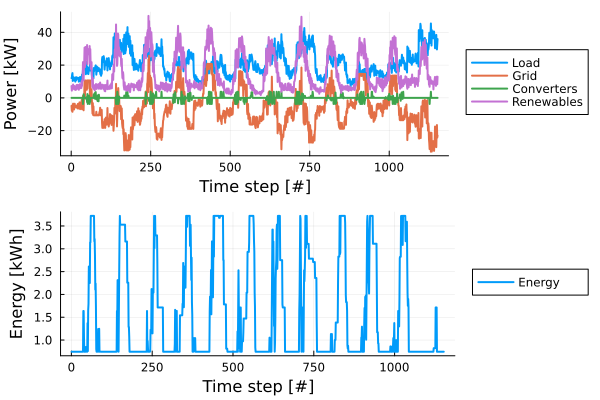 Power [kW]
40
20
0
−20
0
250
500
750
1000
Time step [#]
Load
Grid
Converters
Renewables
Energy [kWh]
3.5
3.0
2.5
2.0
1.5
1.0
0
250
500
750
1000
Time step [#]
Energy